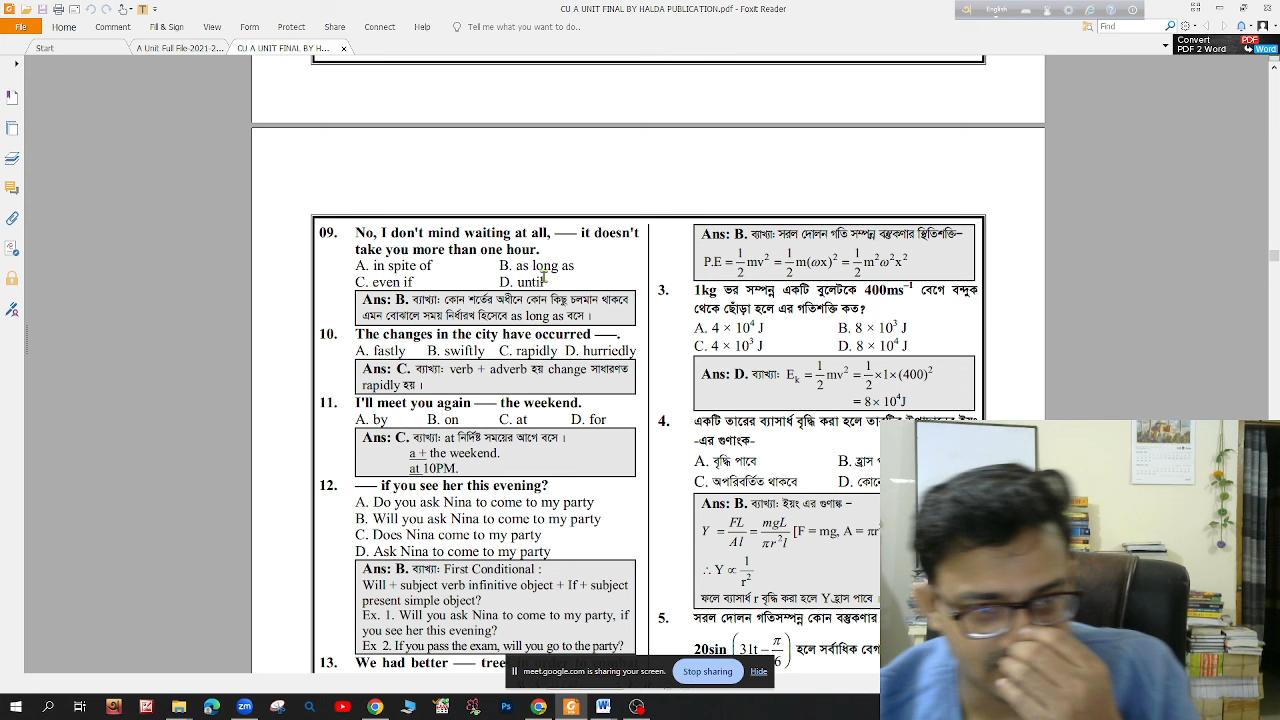 CU A UNIT FINAL BY HALDA PUBLICATION.pdf - Foxit Reader
English
File Home Comment Fill & Sign View Form Protect Share Connect Help Tell me what you want to do...
Find
Start A Unit Full File-2021-2... CU A UNIT FINAL BY H...
Convert PDF
PDF 2 Word Word
09. No, I don't mind waiting at all, —— it doesn't
take you more than one hour.
A. in spite of B. as long as
C. even if D. until
Ans: B. ব্যাখ্যা: কোন শর্তের অধীনে কোন কিছু চলমান থাকবে
এমন বোঝালে সময় নির্ধারক হিসেবে as long as বসে ।
10. The changes in the city have occurred ——.
A. fastly B. swiftly C. rapidly D. hurriedly
Ans: C. ব্যাখ্যা: verb + adverb হয় change সাধারণত
rapidly হয় ।
11. I'll meet you again —— the weekend.
A. by B. on C. at D. for
Ans: C. ব্যাখ্যা: at নির্দিষ্ট সময়ের আগে বসে ।
a + the weekend.
at 10PM.
12. —— if you see her this evening?
A. Do you ask Nina to come to my party
B. Will you ask Nina to come to my party
C. Does Nina come to my party
D. Ask Nina to come to my party
Ans: B. ব্যাখ্যা: First Conditional :
Will + subject verb infinitive object + If + subject
present simple object?
Ex. 1. Will you ask Nina to come to my party, if
you see her this evening?
Ex 2. If you pass the exam, will you go to the party?
13. We had better ——
Ans: B. ব্যাখ্যা: সরল দোলন গতি সম্পন্ন বস্তুকণার স্থিতিশক্তি–
P.E = 1/2 mv² = 1/2 m(ωx)² = 1/2 m²ω²x²
3. 1kg ভর সম্পন্ন একটি বুলেটকে 400ms⁻¹ বেগে বন্দুক
থেকে ছোঁড়া হলে এর গতিশক্তি কত?
A. 4 × 10⁴ J B. 8 × 10³ J
C. 4 × 10³ J D. 8 × 10⁴ J
Ans: D. ব্যাখ্যা: Eₖ = 1/2 mv² = 1/2 ×1×(400)²
= 8 × 10⁴J
4. একটি তারের ব্যাসার্ধ বৃদ্ধি করা হলে
-এর গুণাংক-
A. বৃদ্ধি পাবে B. হ্রাস
C. অপরিবর্তিত থাকবে D.
Ans: B. ব্যাখ্যা: ইয়ং এর গুণাঙ্ক –
Y = FL/Al = mgL/πr²l [F = mg, A = πr
∴ Y ∝ 1/r²
ফলে ব্যাসার্ধ r বৃদ্ধি করা হলে Y হ্রাস পাবে ।
5. সরল দোলন গতিসম্পন্ন কোন বস্তুকণার
20sin (31t − π/6) হলে সর্বাধিক বেগ
meet.google.com is sharing your screen. Stop sharing Hide